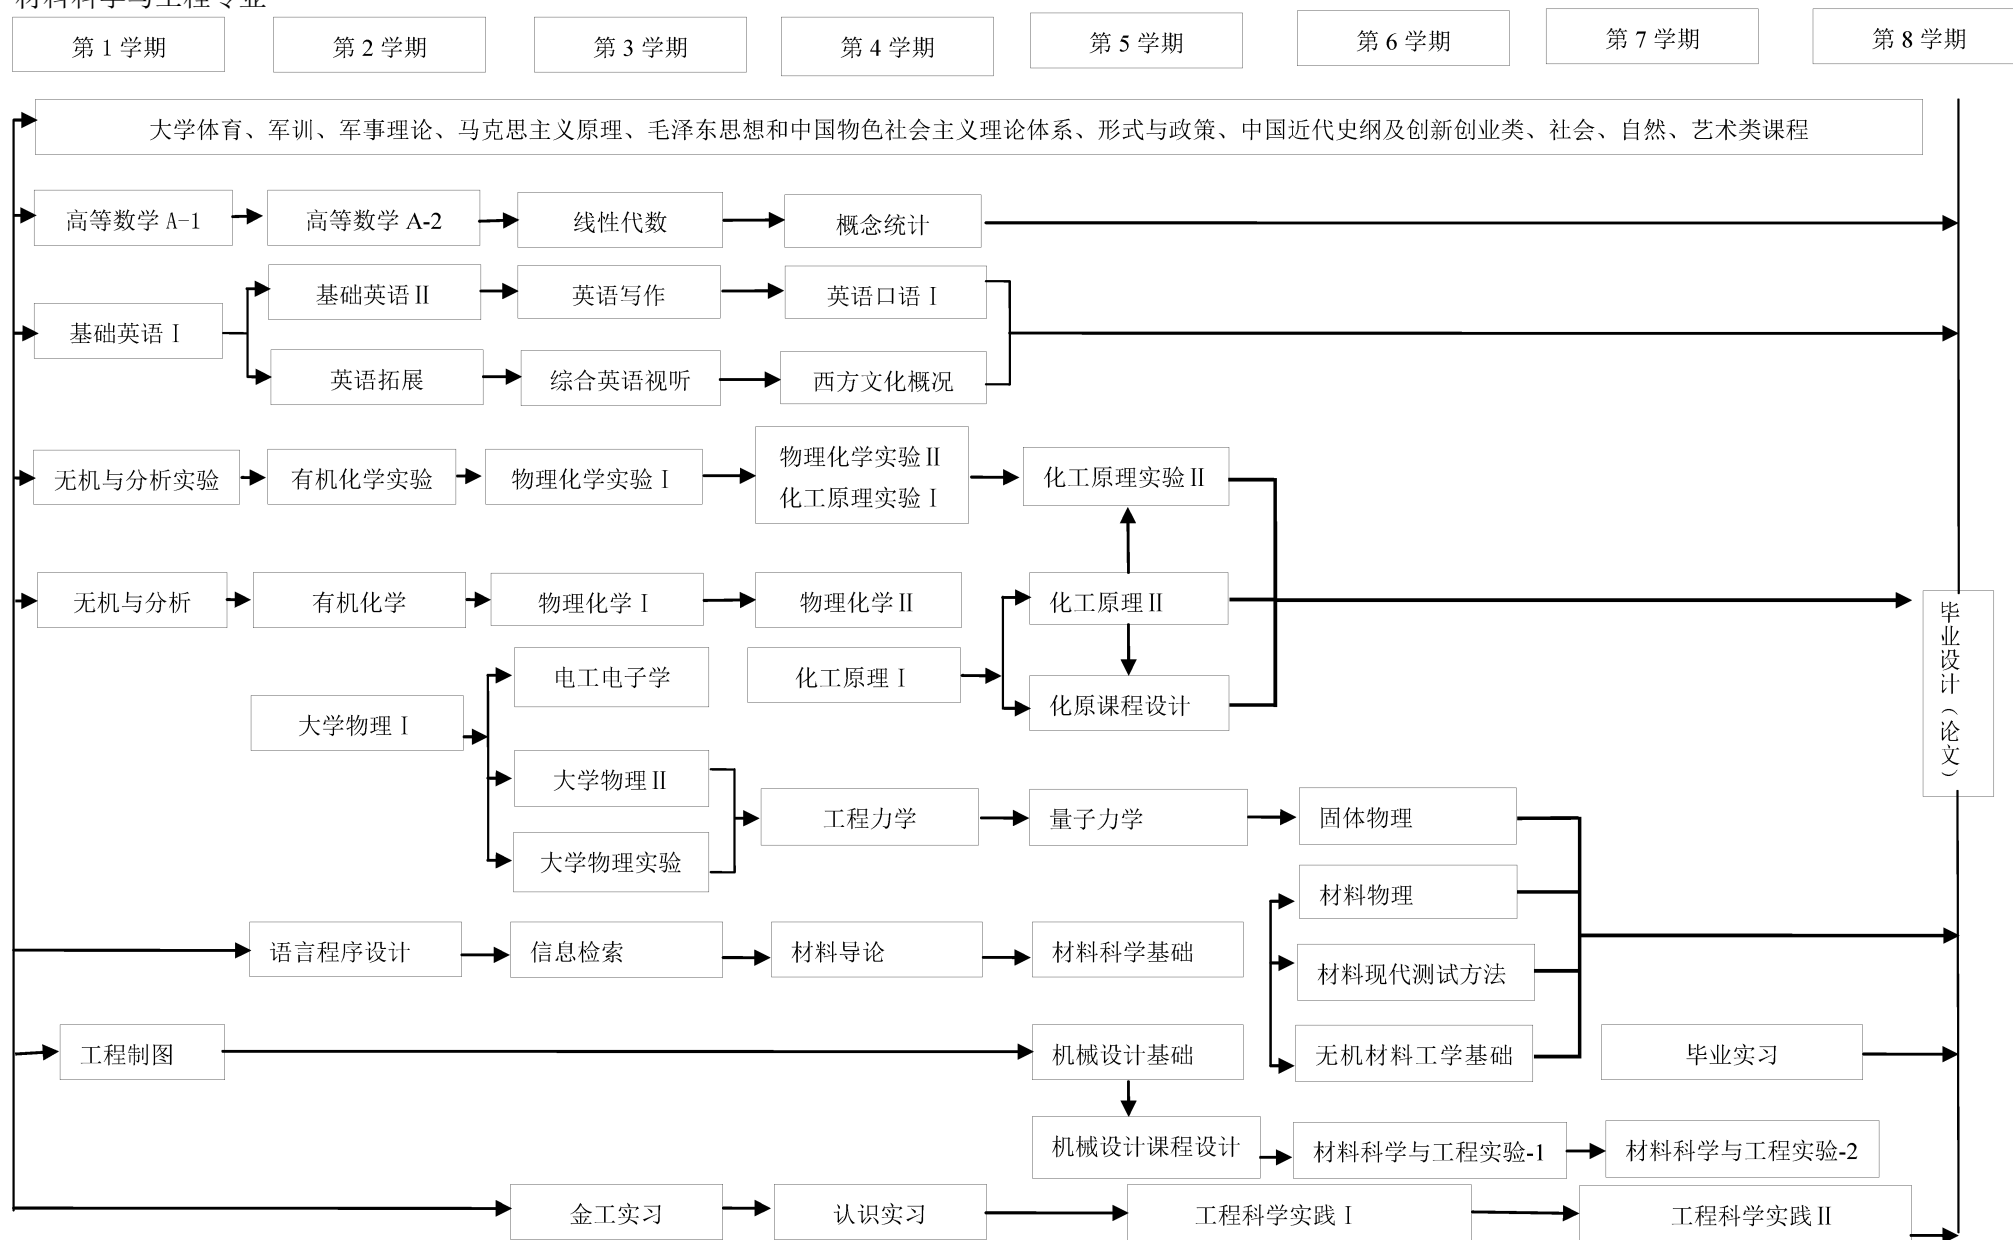 材料科学与工程专业
第 1 学期 第 2 学期 第 3 学期 第 4 学期 第 5 学期 第 6 学期 第 7 学期 第 8 学期
大学体育、军训、军事理论、马克思主义原理、毛泽东思想和中国物色社会主义理论体系、形式与政策、中国近代史纲及创新创业类、社会、自然、艺术类课程
高等数学 A-1 高等数学 A-2 线性代数 概念统计
基础英语Ⅱ 英语写作 英语口语Ⅰ
基础英语Ⅰ
英语拓展 综合英语视听 西方文化概况
物理化学实验Ⅱ
无机与分析实验 有机化学实验 物理化学实验Ⅰ 化工原理实验Ⅱ
化工原理实验Ⅰ
无机与分析 有机化学 物理化学Ⅰ 物理化学Ⅱ 化工原理Ⅱ
毕业设计（论文）
电工电子学 化工原理Ⅰ
大学物理Ⅰ 化原课程设计
大学物理Ⅱ
工程力学 量子力学 固体物理
大学物理实验
材料物理
语言程序设计 信息检索 材料导论 材料科学基础
材料现代测试方法
工程制图 机械设计基础 无机材料工学基础 毕业实习
机械设计课程设计 材料科学与工程实验-1 材料科学与工程实验-2
金工实习 认识实习 工程科学实践Ⅰ 工程科学实践Ⅱ